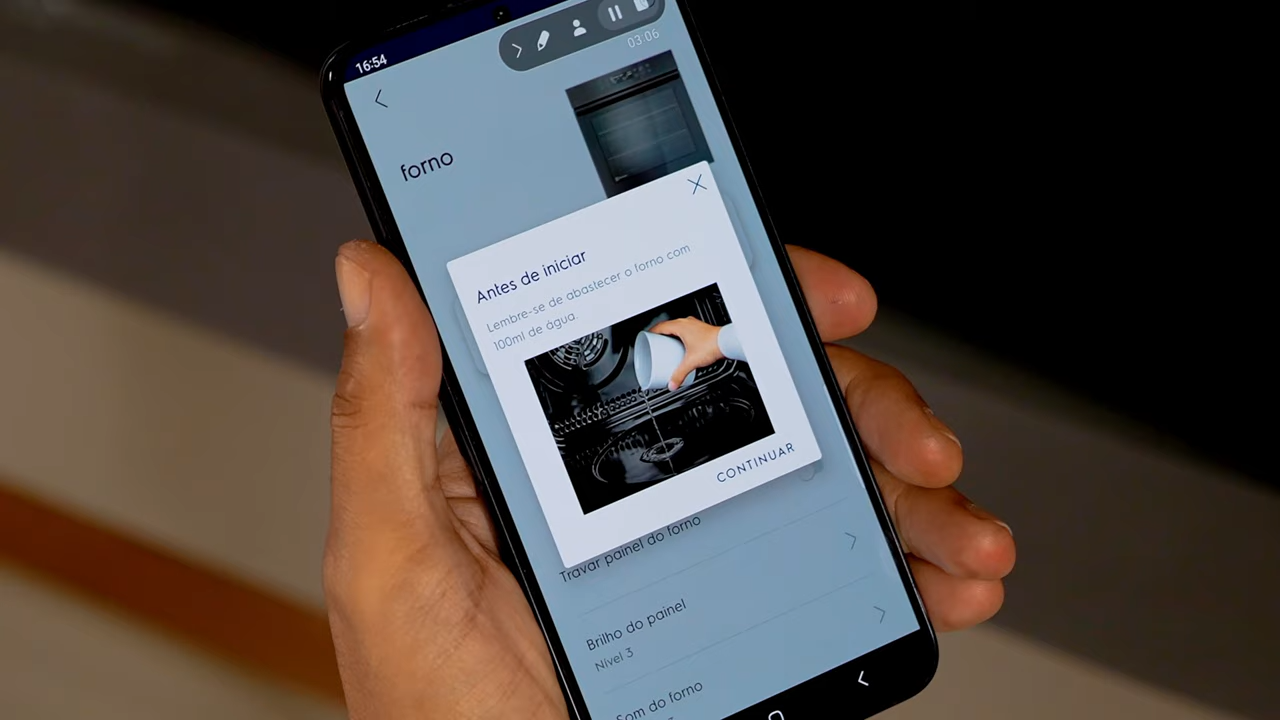 16:54
03:06
forno
Antes de iniciar
Lembre-se de abastecer o forno com
100ml de água.
CONTINUAR
Travar painel do forno
Brilho do painel
Nível 3
Som do forno